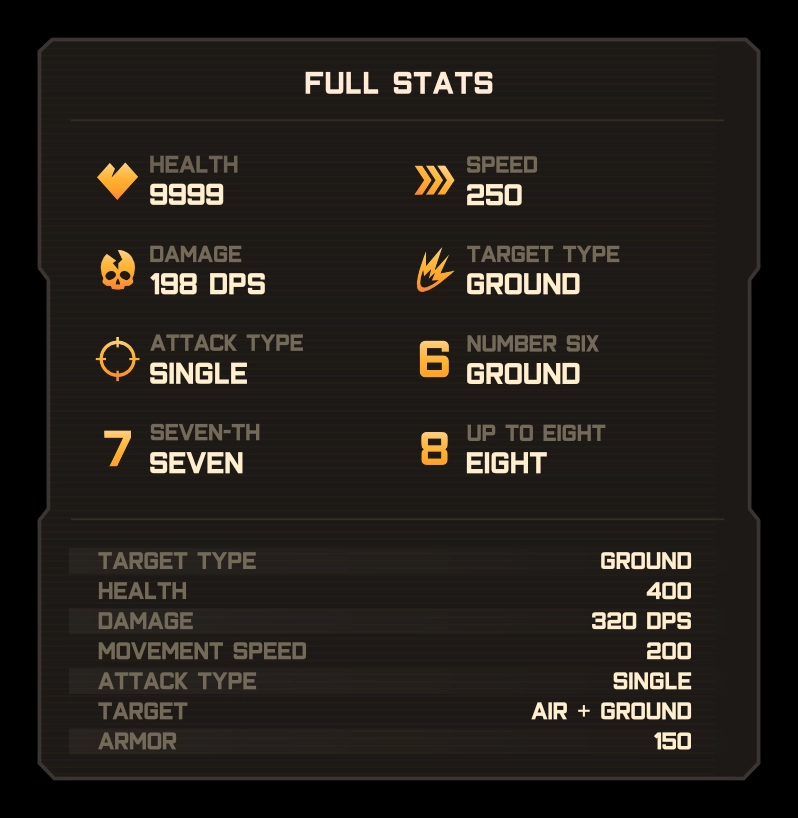 FULL STATS
HEALTH
9999
SPEED
250
DAMAGE
198 DPS
TARGET TYPE
GROUND
ATTACK TYPE
SINGLE
6
NUMBER SIX
GROUND
7
SEVEN-TH
SEVEN
8
UP TO EIGHT
EIGHT
TARGET TYPE GROUND
HEALTH 400
DAMAGE 320 DPS
MOVEMENT SPEED 200
ATTACK TYPE SINGLE
TARGET AIR + GROUND
ARMOR 150